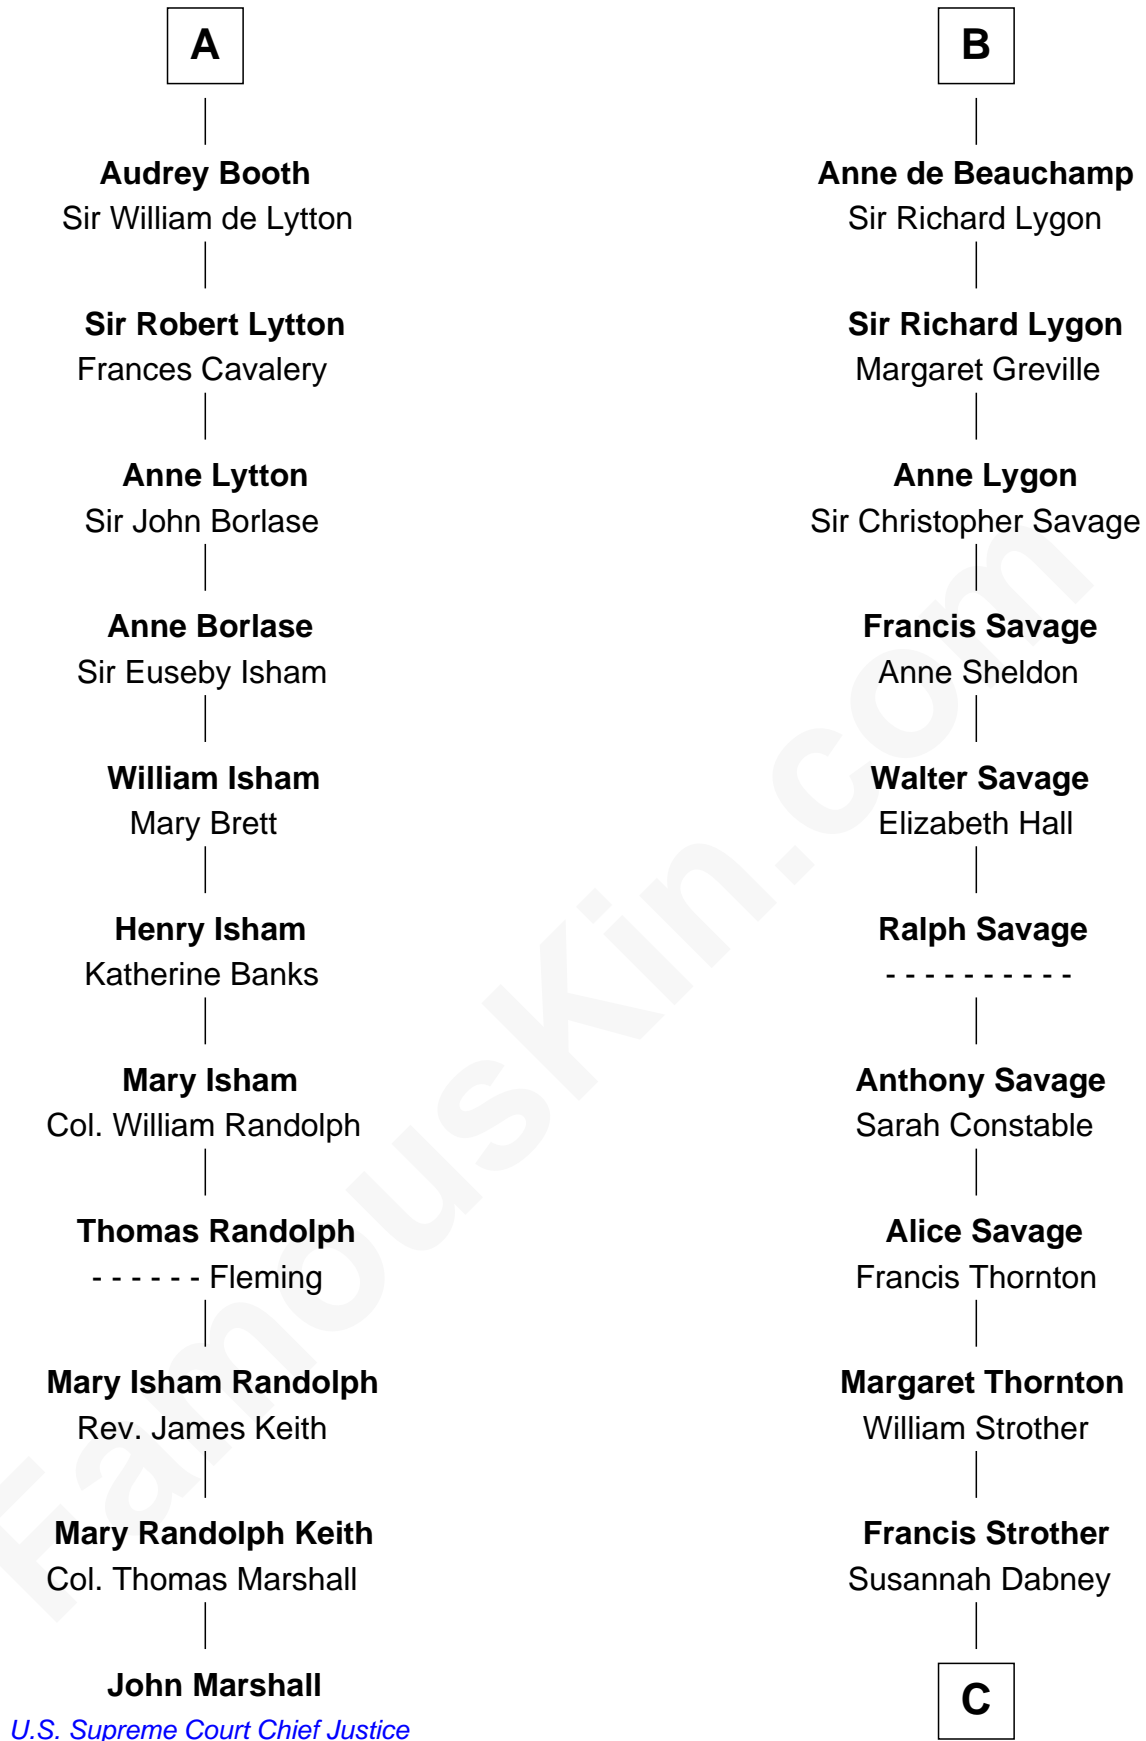 A
Audrey Booth
Sir William de Lytton
Sir Robert Lytton
Frances Cavalery
Anne Lytton
Sir John Borlase
Anne Borlase
Sir Euseby Isham
William Isham
Mary Brett
Henry Isham
Katherine Banks
Mary Isham
Col. William Randolph
Thomas Randolph
- - - - - - Fleming
Mary Isham Randolph
Rev. James Keith
Mary Randolph Keith
Col. Thomas Marshall
John Marshall
U.S. Supreme Court Chief Justice
B
Anne de Beauchamp
Sir Richard Lygon
Sir Richard Lygon
Margaret Greville
Anne Lygon
Sir Christopher Savage
Francis Savage
Anne Sheldon
Walter Savage
Elizabeth Hall
Ralph Savage
- - - - - - - - - -
Anthony Savage
Sarah Constable
Alice Savage
Francis Thornton
Margaret Thornton
William Strother
Francis Strother
Susannah Dabney
C
FamousKin.com